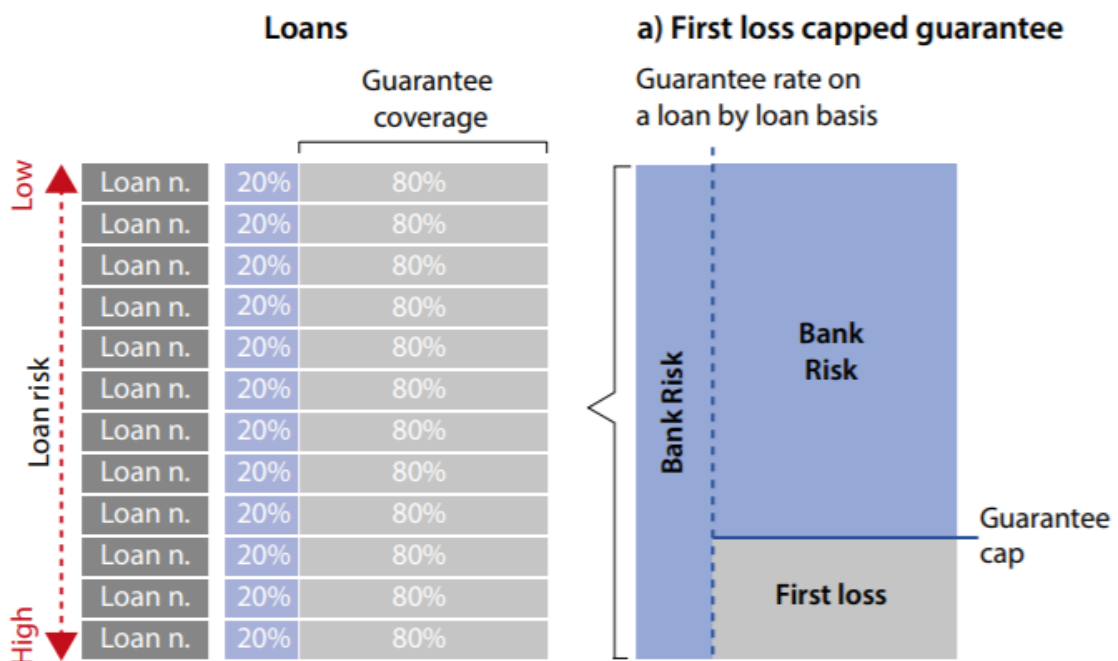 Loans
a) First loss capped guarantee
Guarantee
coverage
Guarantee rate on
a loan by loan basis
Low
Loan risk
High
Loan n. 20% 80%
Loan n. 20% 80%
Loan n. 20% 80%
Loan n. 20% 80%
Loan n. 20% 80%
Loan n. 20% 80%
Loan n. 20% 80%
Loan n. 20% 80%
Loan n. 20% 80%
Loan n. 20% 80%
Loan n. 20% 80%
Loan n. 20% 80%
Bank Risk
Bank
Risk
Guarantee
cap
First loss